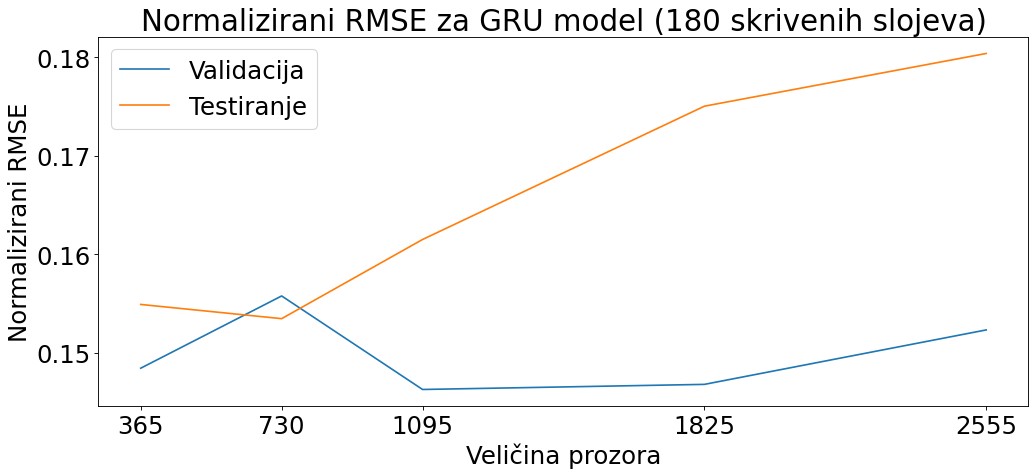 Normalizirani RMSE za GRU model (180 skrivenih slojeva)
Validacija
Testiranje
Normalizirani RMSE
0.18
0.17
0.16
0.15
365 730 1095 1825 2555
Veličina prozora